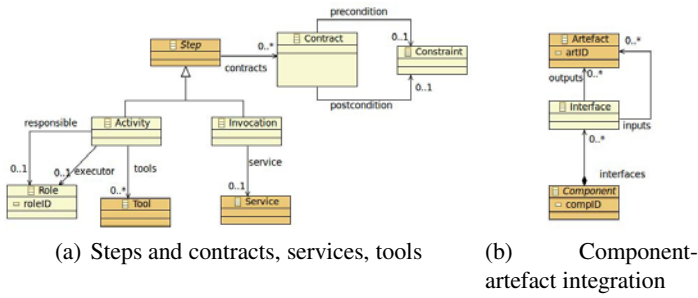 precondition
Step
0..*
Contract
0..1
Constraint
contracts
0..1
postcondition
responsible
Activity
Invocation
0..1
0..1
executor
tools
service
0..*
0..1
Role
roleID
Tool
Service
(a) Steps and contracts, services, tools
Artefact
artID
0..*
outputs
0..*
Interface
inputs
0..*
interfaces
Component
compID
(b) Component-
artefact integration